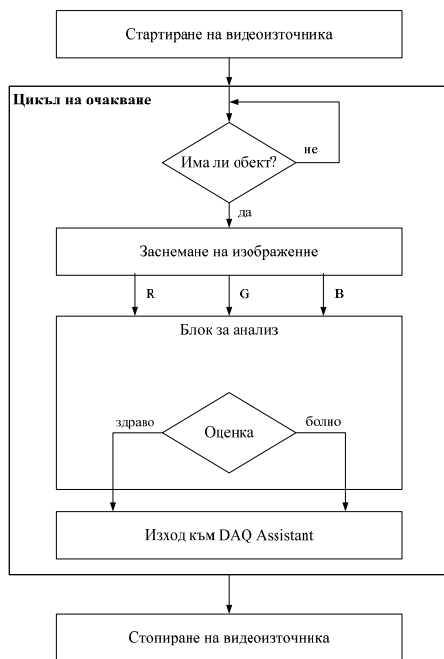 Стартиране на видеоизточника
Цикъл на очакване
Има ли обект?
не
да
Заснемане на изображение
R
G
B
Блок за анализ
здраво
Оценка
болно
Изход към DAQ Assistant
Стопиране на видеоизточника